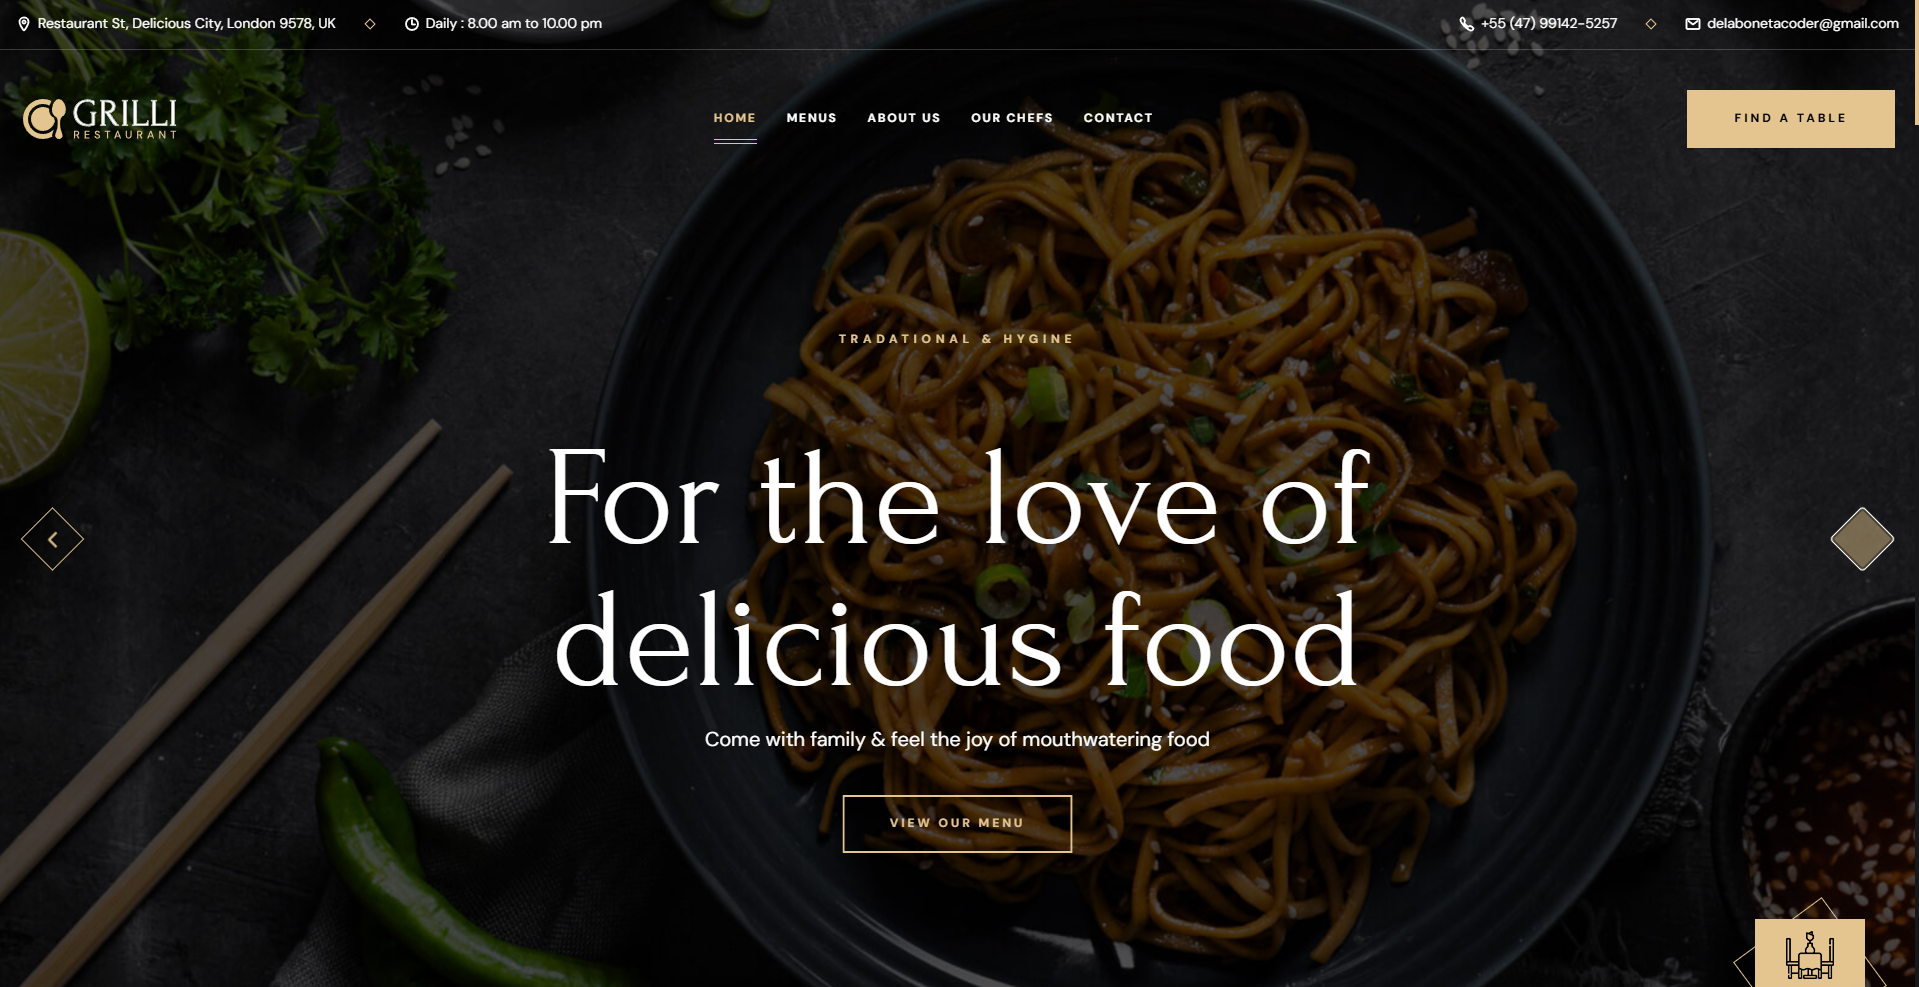 Restaurant St, Delicious City, London 9578, UK
Daily : 8.00 am to 10.00 pm
+55 (47) 99142-5257
delabonetacoder@gmail.com
GRILLI
RESTAURANT
HOME MENUS ABOUT US OUR CHEFS CONTACT
FIND A TABLE
TRADATIONAL & HYGINE
For the love of
delicious food
Come with family & feel the joy of mouthwatering food
VIEW OUR MENU